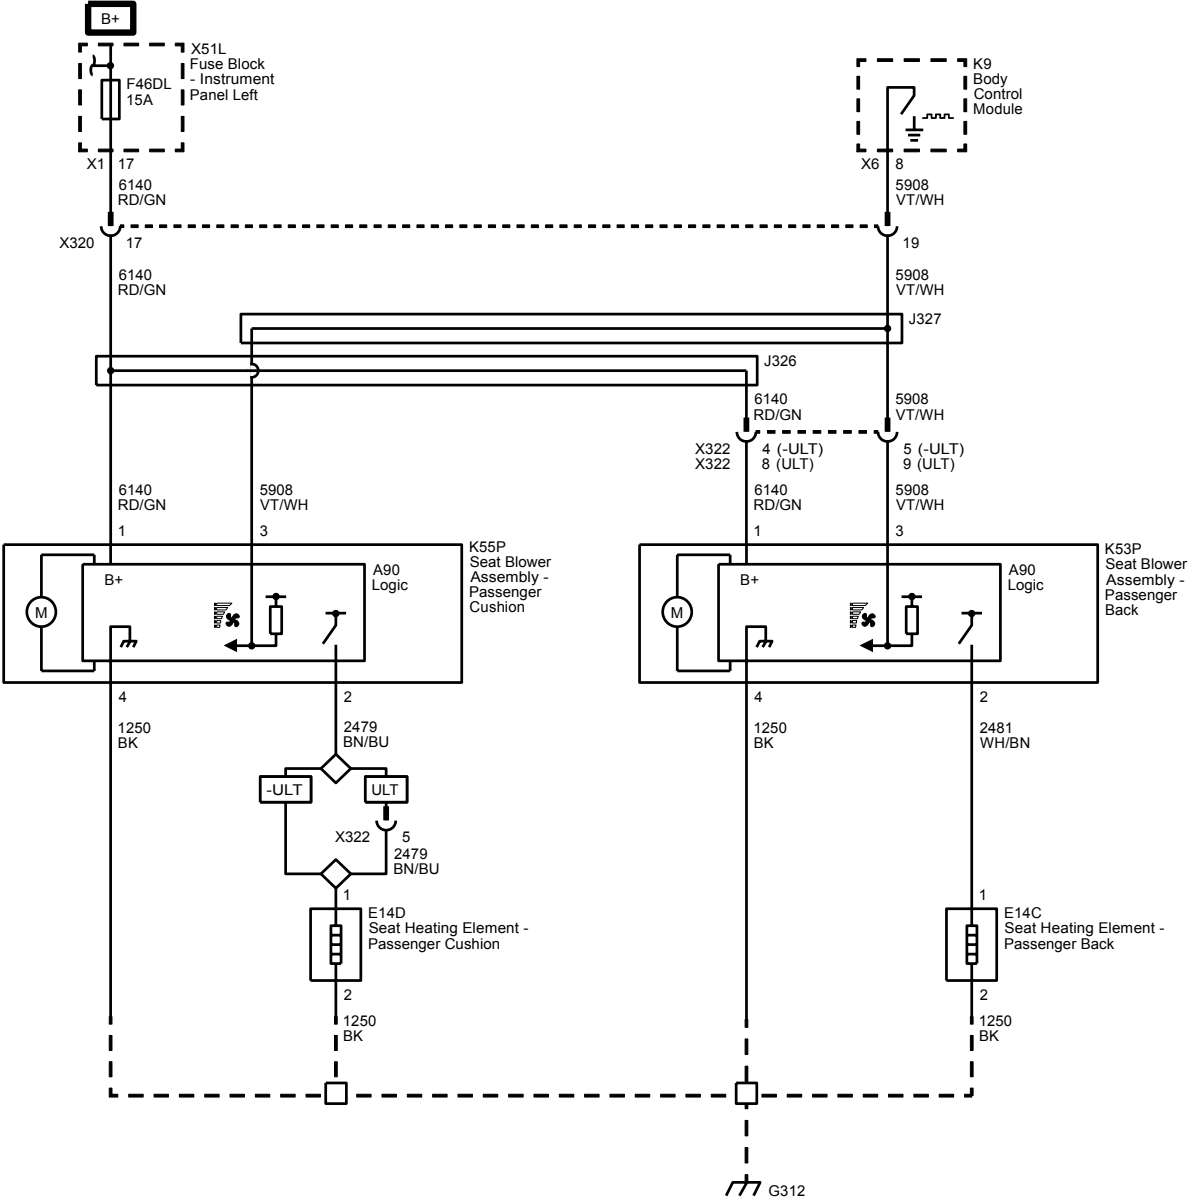 B+
X51L
Fuse Block
- Instrument
Panel Left
F46DL
15A
K9
Body
Control
Module
X1 17
X6 8
6140
RD/GN
5908
VT/WH
X320 17
19
6140
RD/GN
5908
VT/WH
J327
J326
6140
RD/GN
5908
VT/WH
X322 4 (-ULT)
X322 8 (ULT)
5 (-ULT)
9 (ULT)
6140
RD/GN
5908
VT/WH
6140
RD/GN
5908
VT/WH
1
3
1
3
K55P
Seat Blower
Assembly -
Passenger
Cushion
A90
Logic
B+
M
K53P
Seat Blower
Assembly -
Passenger
Back
A90
Logic
B+
M
4
2
4
2
1250
BK
2479
BN/BU
1250
BK
2481
WH/BN
-ULT
ULT
X322 5
2479
BN/BU
1
1
E14D
Seat Heating Element -
Passenger Cushion
E14C
Seat Heating Element -
Passenger Back
2
2
1250
BK
1250
BK
G312